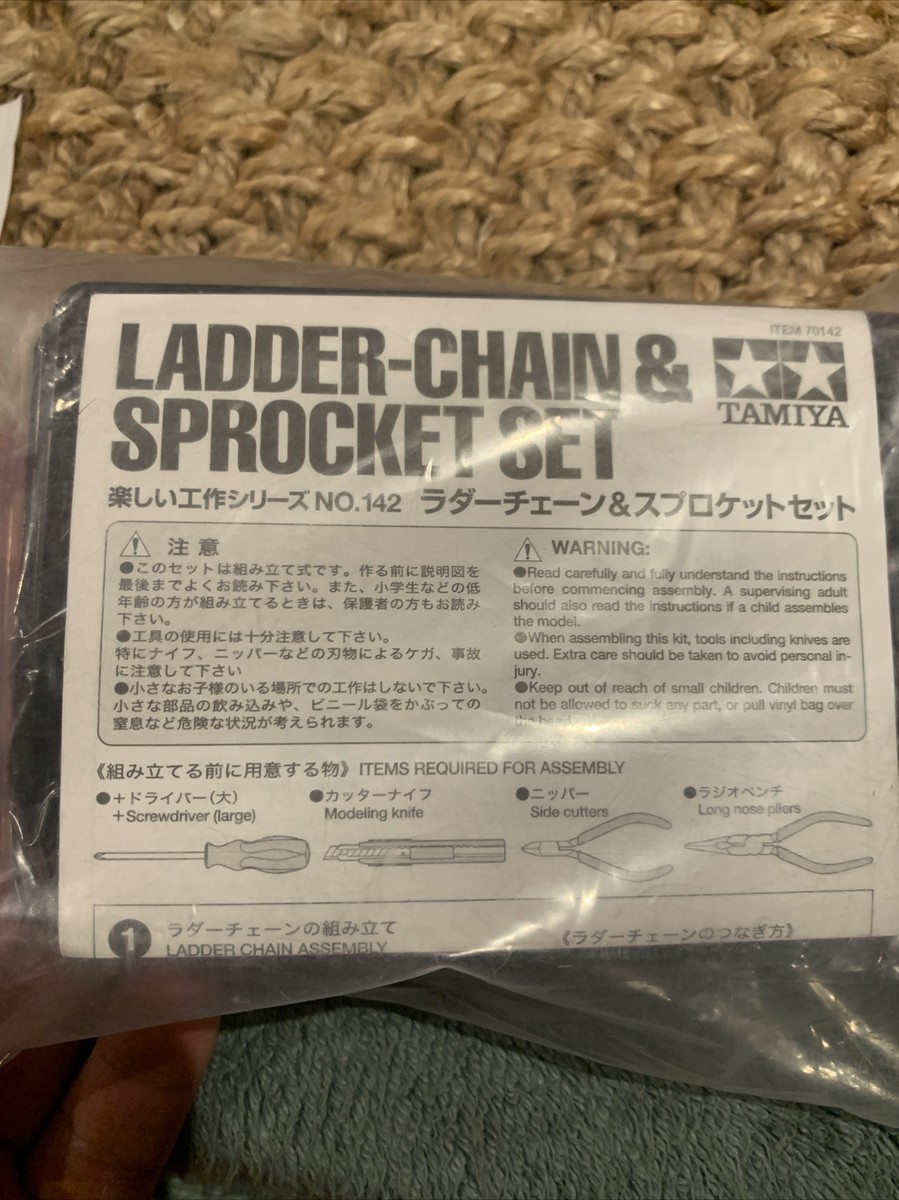 ITEM 70142
LADDER-CHAIN &
SPROCKET SET
TAMIYA
楽しい工作シリーズ NO.142 ラダーチェーン&スプロケットセット
注意
●このセットは組み立て式です。作る前に説明図を
最後までよくお読み下さい。また、小学生などの低
年齢の方が組み立てるときは、保護者の方もお読み
下さい。
●工具の使用には十分注意して下さい。
特にナイフ、ニッパーなどの刃物によるケガ、事故
に注意して下さい
●小さなお子様のいる場所での工作はしないで下さい。
小さな部品の飲み込みや、ビニール袋をかぶっての
窒息など危険な状況が考えられます。
WARNING:
●Read carefully and fully understand the instructions
before commencing assembly. A supervising adult
should also read the instructions if a child assembles
the model.
●When assembling this kit, tools including knives are
used. Extra care should be taken to avoid personal in-
jury.
●Keep out of reach of small children. Children must
not be allowed to suck any part, or pull vinyl bag over
the head.
《組み立てる前に用意する物》ITEMS REQUIRED FOR ASSEMBLY
●+ドライバー(大)
+Screwdriver (large)
●カッターナイフ
Modeling knife
●ニッパー
Side cutters
●ラジオペンチ
Long nose pliers
1 ラダーチェーンの組み立て
LADDER CHAIN ASSEMBLY
《ラダーチェーンのつなぎ方》